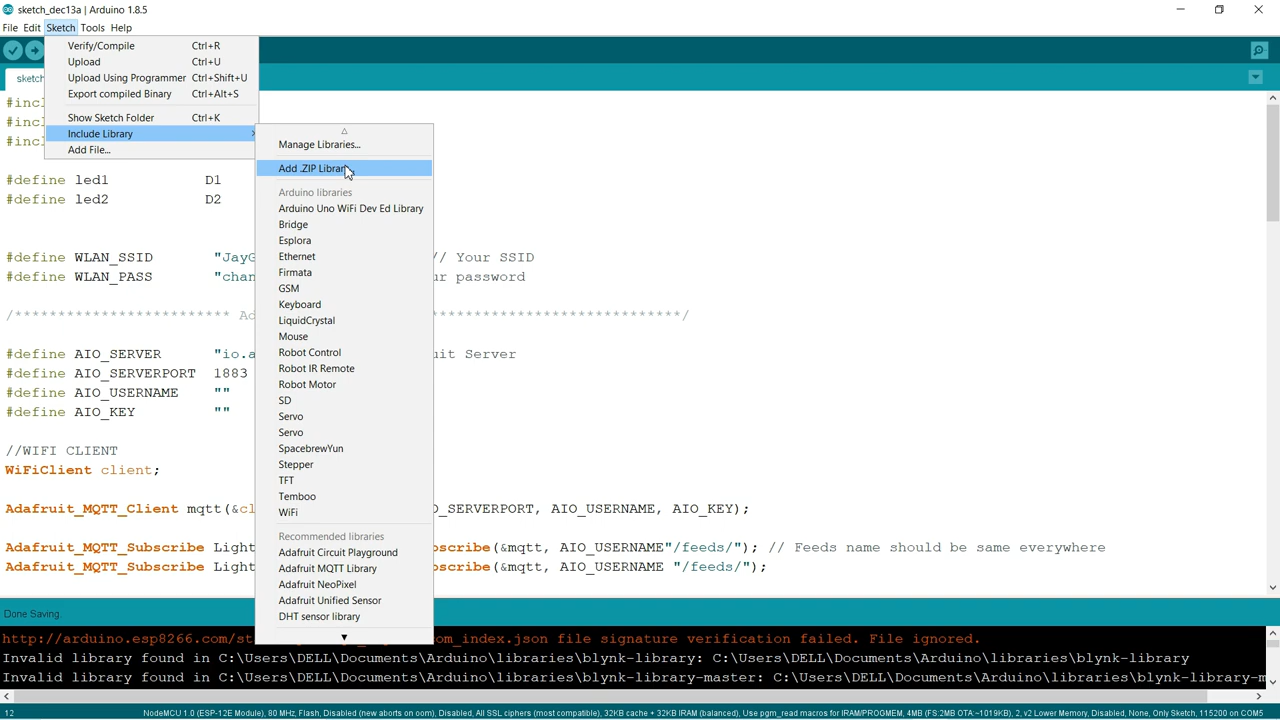 sketch_dec13a | Arduino 1.8.5
File Edit Sketch Tools Help
Verify/Compile Ctrl+R
Upload Ctrl+U
Upload Using Programmer Ctrl+Shift+U
Export compiled Binary Ctrl+Alt+S
Show Sketch Folder Ctrl+K
Include Library
Add File...
sketch
Manage Libraries...
Add .ZIP Library
Arduino libraries
Arduino Uno WiFi Dev Ed Library
Bridge
Esplora
Ethernet
Firmata
GSM
Keyboard
LiquidCrystal
Mouse
Robot Control
Robot IR Remote
Robot Motor
SD
Servo
Servo
SpacebrewYun
Stepper
TFT
Temboo
WiFi
Recommended libraries
Adafruit Circuit Playground
Adafruit MQTT Library
Adafruit NeoPixel
Adafruit Unified Sensor
DHT sensor library
#incl
#incl
#incl
#define led1 D1
#define led2 D2
#define WLAN_SSID "JayG // Your SSID
#define WLAN_PASS "chan ur password
/************************* Ad ******************************/
#define AIO_SERVER "io.a uit Server
#define AIO_SERVERPORT 1883
#define AIO_USERNAME ""
#define AIO_KEY ""
//WIFI CLIENT
WiFiClient client;
Adafruit_MQTT_Client mqtt(&cl O_SERVERPORT, AIO_USERNAME, AIO_KEY);
Adafruit_MQTT_Subscribe Light bscribe(&mqtt, AIO_USERNAME"/feeds/"); // Feeds name should be same everywhere
Adafruit_MQTT_Subscribe Light bscribe(&mqtt, AIO_USERNAME "/feeds/");
Done Saving.
http://arduino.esp8266.com/st om_index.json file signature verification failed. File ignored.
Invalid library found in C:\Users\DELL\Documents\Arduino\libraries\blynk-library: C:\Users\DELL\Documents\Arduino\libraries\blynk-library
Invalid library found in C:\Users\DELL\Documents\Arduino\libraries\blynk-library-master: C:\Users\DELL\Documents\Arduino\libraries\blynk-library-m
12 NodeMCU 1.0 (ESP-12E Module), 80 MHz, Flash, Disabled (new aborts on oom), Disabled, All SSL ciphers (most compatible), 32KB cache + 32KB IRAM (balanced), Use pgm_read macros for IRAM/PROGMEM, 4MB (FS:2MB OTA:~1019KB), 2, v2 Lower Memory, Disabled, None, Only Sketch, 115200 on COM5